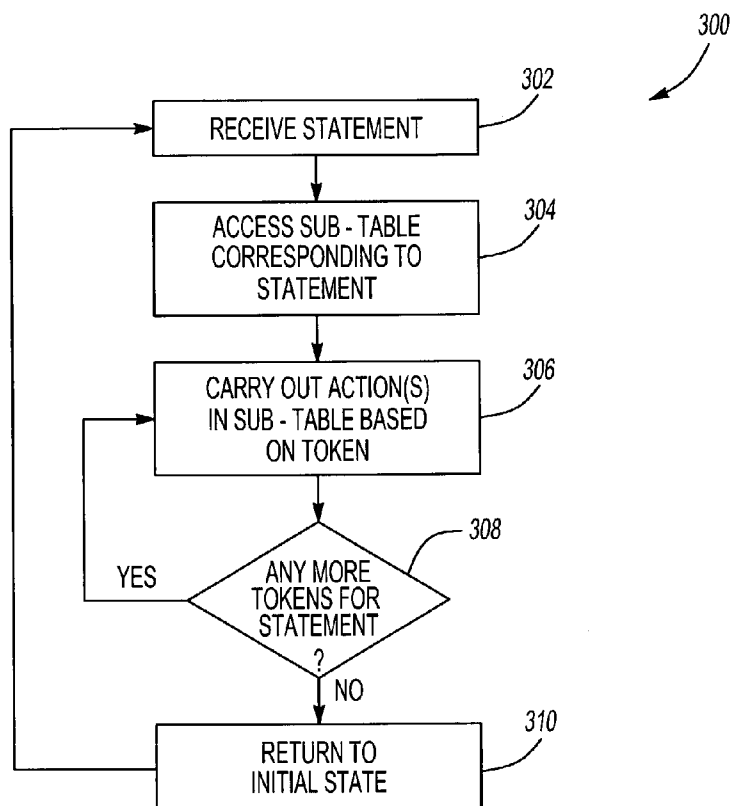 300
302
RECEIVE STATEMENT
304
ACCESS SUB - TABLE
CORRESPONDING TO
STATEMENT
306
CARRY OUT ACTION(S)
IN SUB - TABLE BASED
ON TOKEN
308
YES
ANY MORE
TOKENS FOR
STATEMENT
?
NO
310
RETURN TO
INITIAL STATE